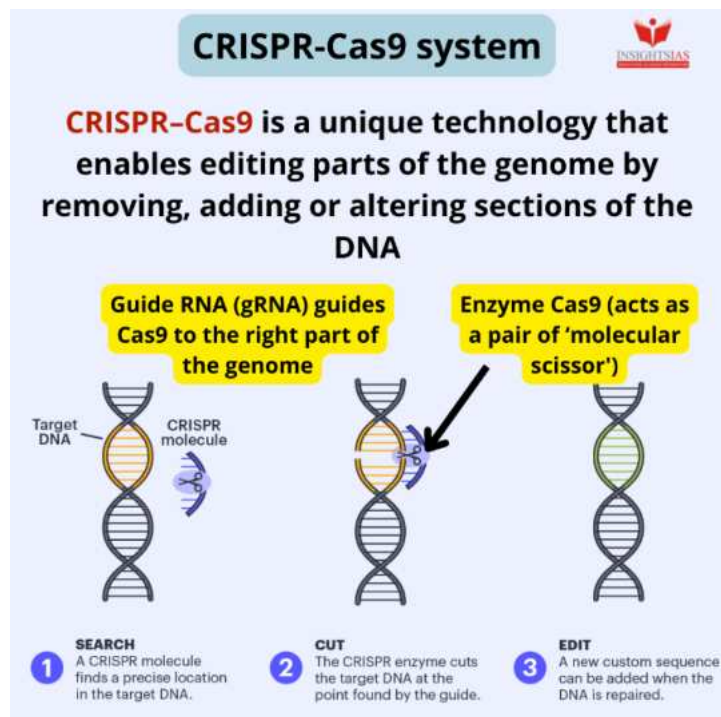 CRISPR-Cas9 system
INSIGHTSIAS
CRISPR–Cas9 is a unique technology that
enables editing parts of the genome by
removing, adding or altering sections of the
DNA
Guide RNA (gRNA) guides
Cas9 to the right part of
the genome
Enzyme Cas9 (acts as
a pair of ‘molecular
scissor')
Target
DNA
CRISPR
molecule
1
SEARCH
A CRISPR molecule
finds a precise location
in the target DNA.
2
CUT
The CRISPR enzyme cuts
the target DNA at the
point found by the guide.
3
EDIT
A new custom sequence
can be added when the
DNA is repaired.